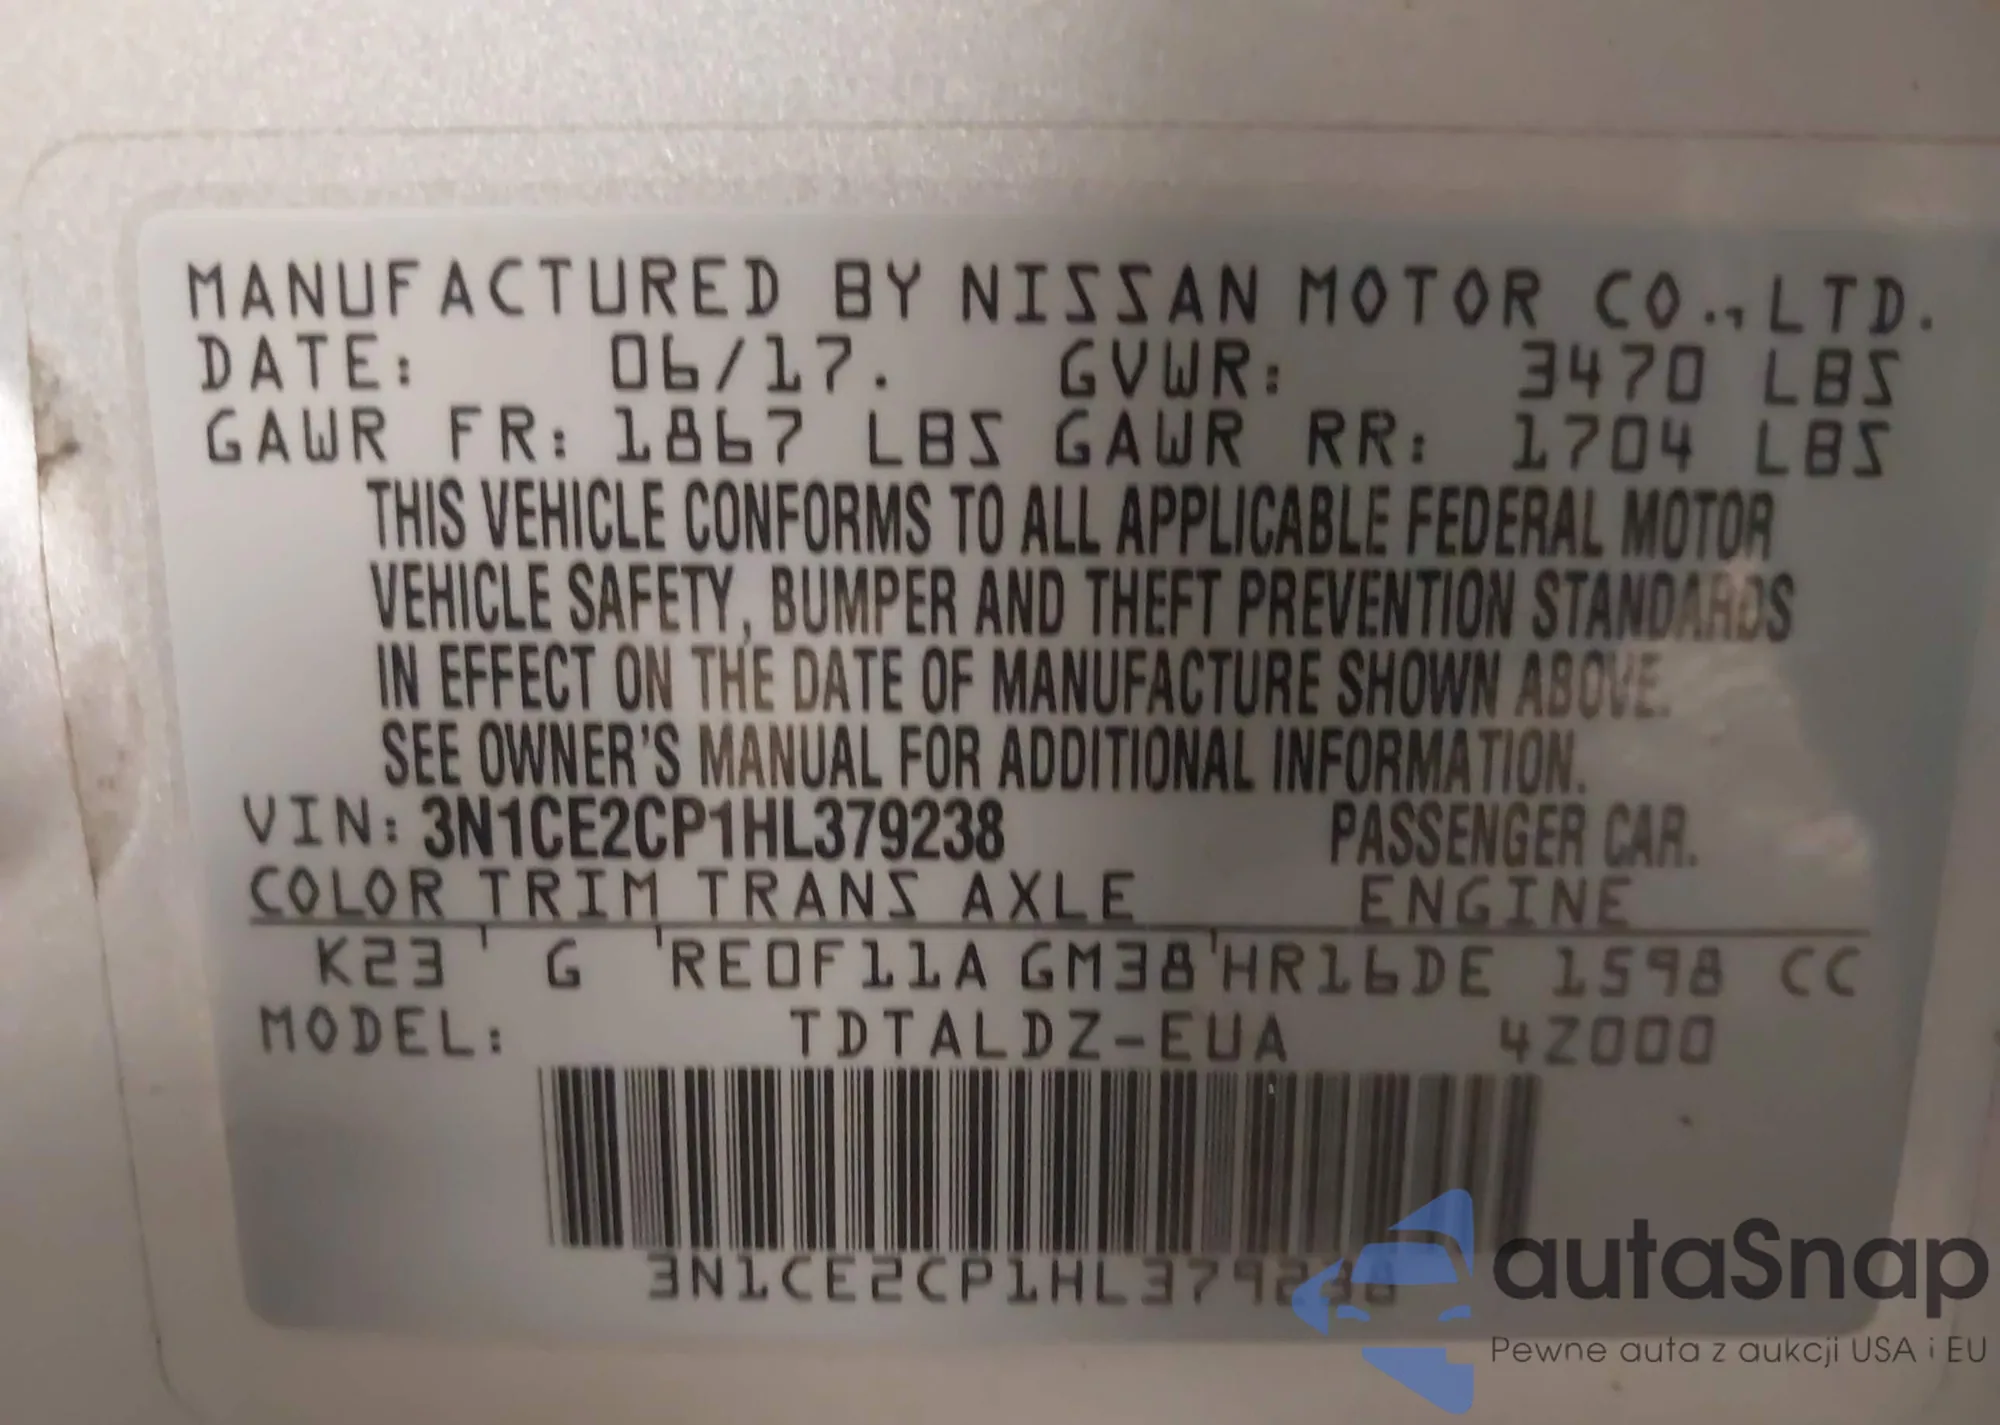 MANUFACTURED BY NISSAN MOTOR CO.,LTD.
DATE: 06/17. GVWR: 3470 LBS
GAWR FR: 1867 LBS GAWR RR: 1704 LBS
THIS VEHICLE CONFORMS TO ALL APPLICABLE FEDERAL MOTOR
VEHICLE SAFETY, BUMPER AND THEFT PREVENTION STANDARDS
IN EFFECT ON THE DATE OF MANUFACTURE SHOWN ABOVE.
SEE OWNER'S MANUAL FOR ADDITIONAL INFORMATION.
VIN: 3N1CE2CP1HL379238 PASSENGER CAR.
COLOR TRIM TRANS AXLE ENGINE
K23 G RE0F11A GM38 HR16DE 1598 CC
MODEL: TDTALDZ-EUA 4Z000
3N1CE2CP1HL379238
autaSnap
Pewne auta z aukcji USA i EU